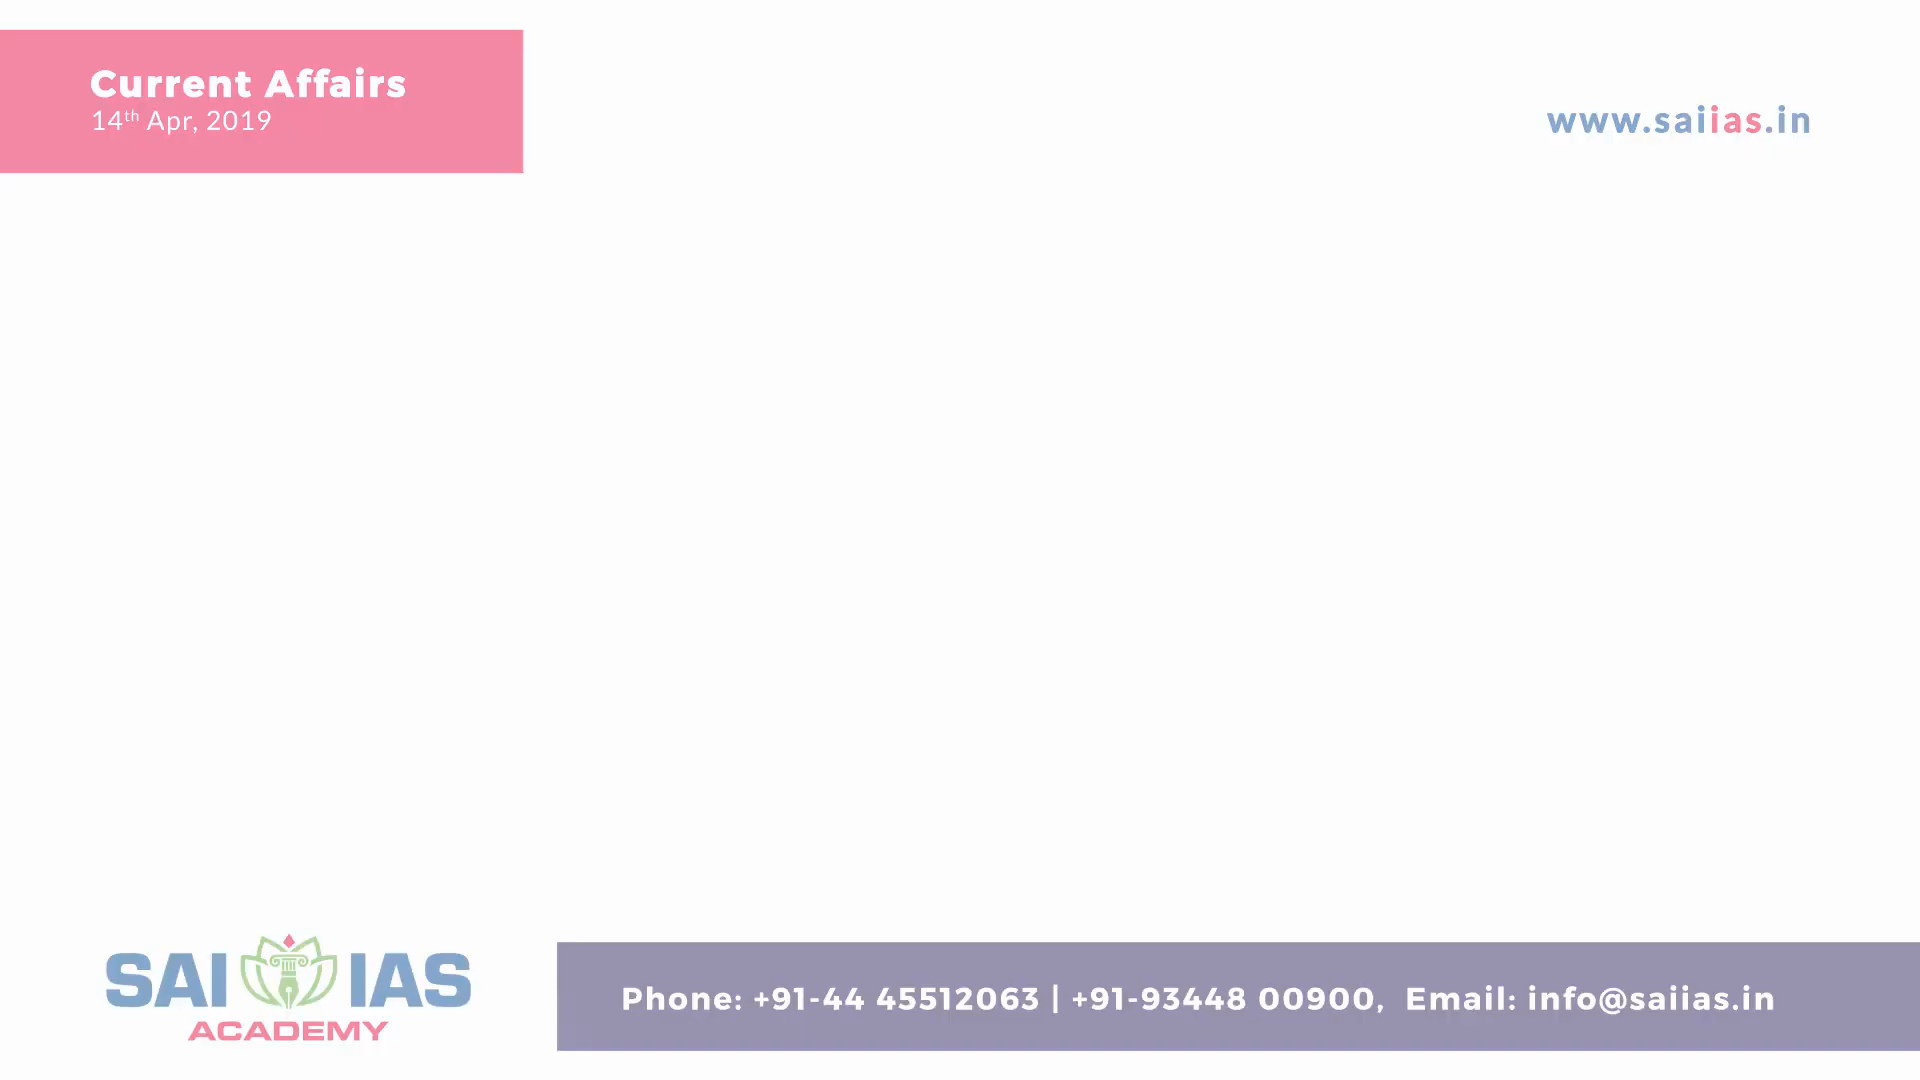 Current Affairs
14th Apr, 2019
www.saiias.in
SAI IAS
ACADEMY
Phone: +91-44 45512063 | +91-93448 00900, Email: info@saiias.in